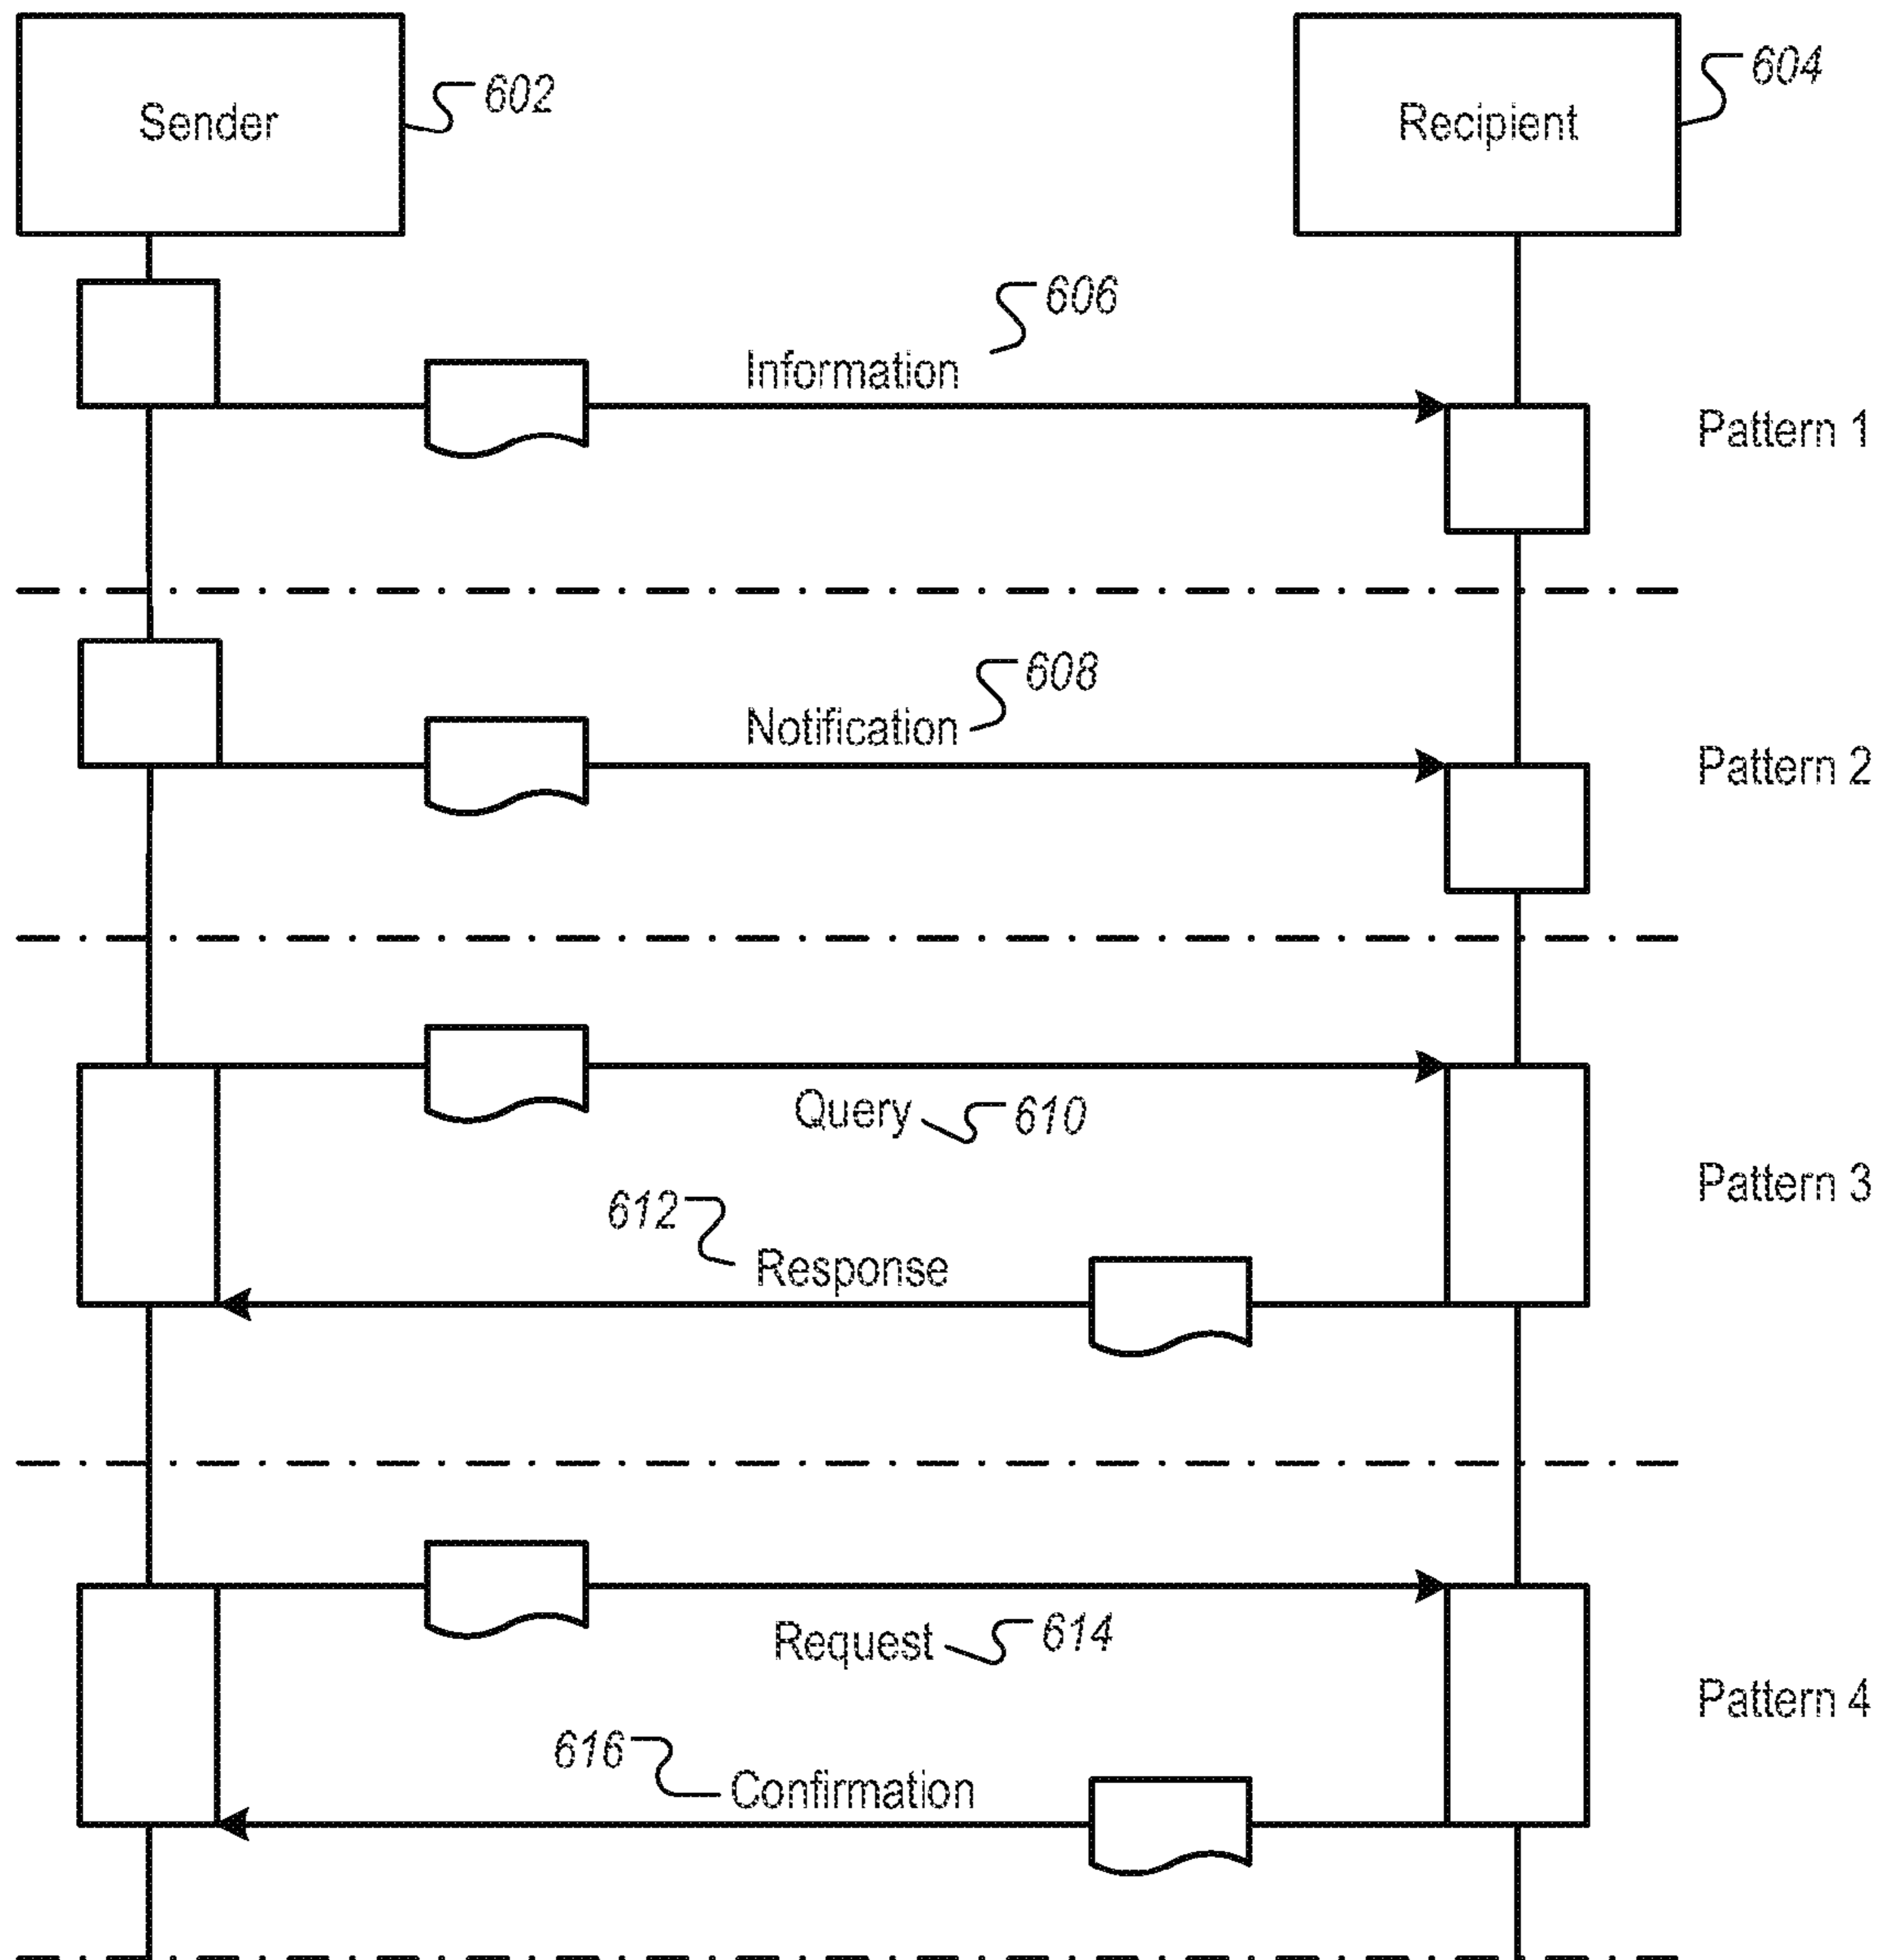 Sender
602
Recipient
604
606
Information
Pattern 1
608
Notification
Pattern 2
Query
610
Pattern 3
612
Response
Request
614
Pattern 4
616
Confirmation